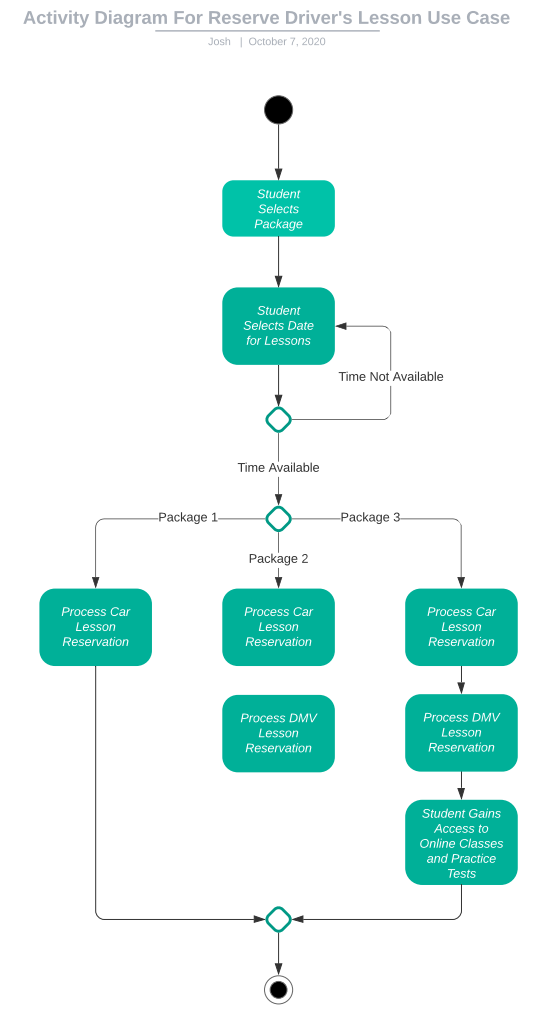 Activity Diagram For Reserve Driver's Lesson Use Case
Josh | October 7, 2020
Student
Selects
Package
Student
Selects Date
for Lessons
Time Not Available
Time Available
Package 1
Package 2
Package 3
Process Car
Lesson
Reservation
Process Car
Lesson
Reservation
Process Car
Lesson
Reservation
Process DMV
Lesson
Reservation
Process DMV
Lesson
Reservation
Student Gains
Access to
Online Classes
and Practice
Tests